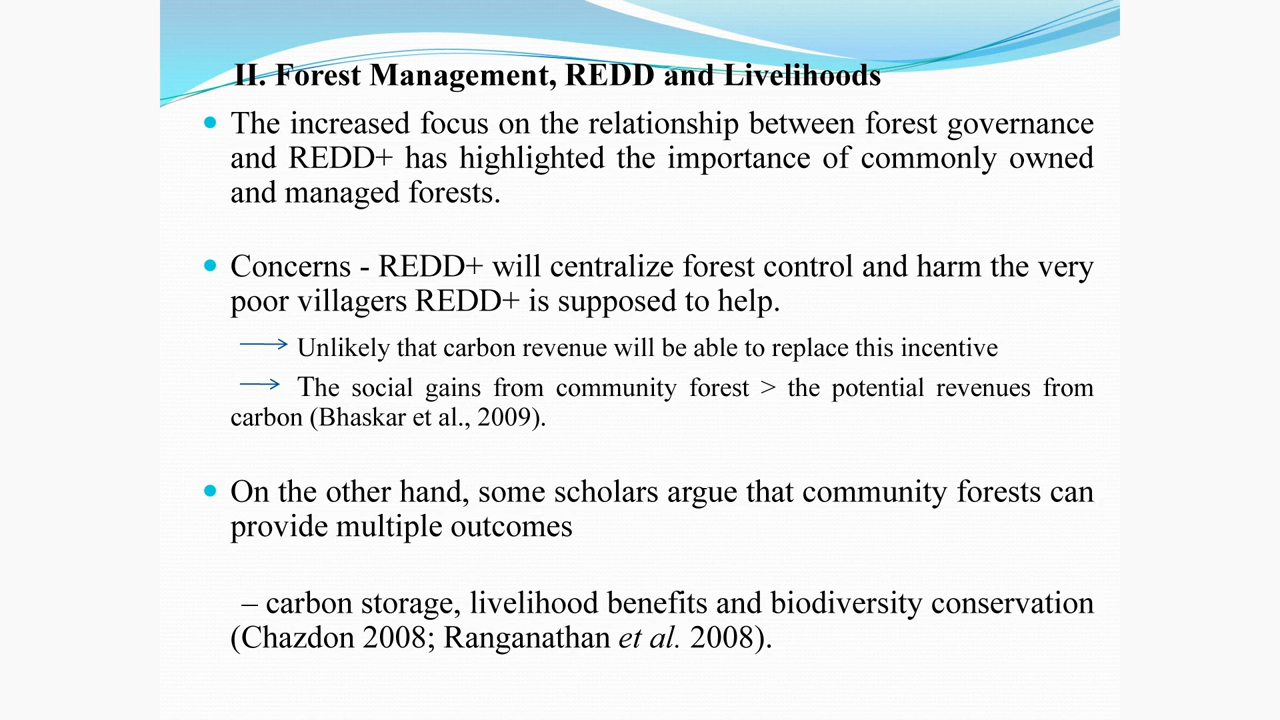 II. Forest Management, REDD and Livelihoods
• The increased focus on the relationship between forest governance
and REDD+ has highlighted the importance of commonly owned
and managed forests.
• Concerns - REDD+ will centralize forest control and harm the very
poor villagers REDD+ is supposed to help.
→ Unlikely that carbon revenue will be able to replace this incentive
→ The social gains from community forest > the potential revenues from
carbon (Bhaskar et al., 2009).
• On the other hand, some scholars argue that community forests can
provide multiple outcomes
– carbon storage, livelihood benefits and biodiversity conservation
(Chazdon 2008; Ranganathan et al. 2008).